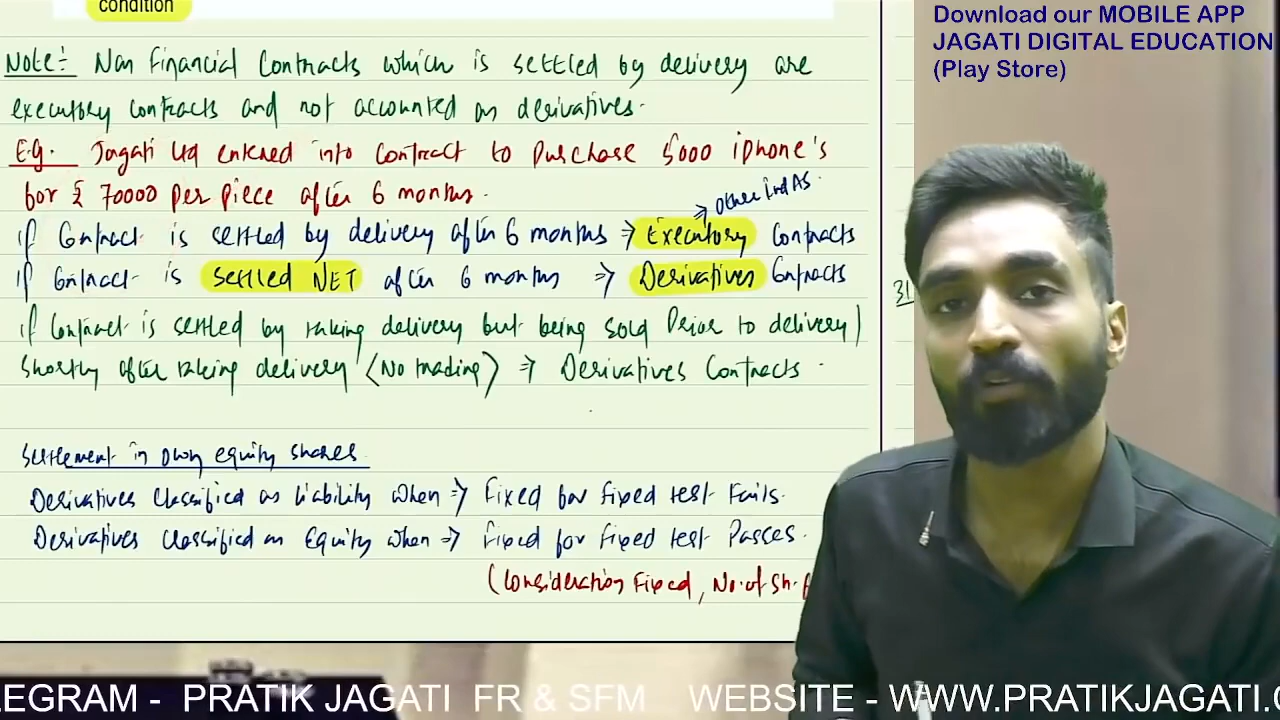 condition
Download our MOBILE APP
JAGATI DIGITAL EDUCATION
(Play Store)
Note:- Non Financial Contracts which is settled by delivery are
executory contracts and not accounted as derivatives.
E.g. Jagati Ltd entered into contract to purchase 5000 iphone's
for ₹ 70000 per piece after 6 months.
⇒ other Ind AS.
if Contract is settled by delivery after 6 months ⇒ Executory Contracts
if Contract is settled NET after 6 months ⇒ Derivatives Contracts
31
if Contract is settled by taking delivery but being sold Prior to delivery/
shortly after taking delivery (No trading) ⇒ Derivatives Contracts.
Settlement in own equity shares
Derivatives classified as liability when ⇒ Fixed for fixed test Fails.
Derivatives classified as Equity when ⇒ Fixed for fixed test Passes.
(Consideration Fixed, No. of Sh. f
LEGRAM - PRATIK JAGATI FR & SFM WEBSITE - WWW.PRATIKJAGATI.C